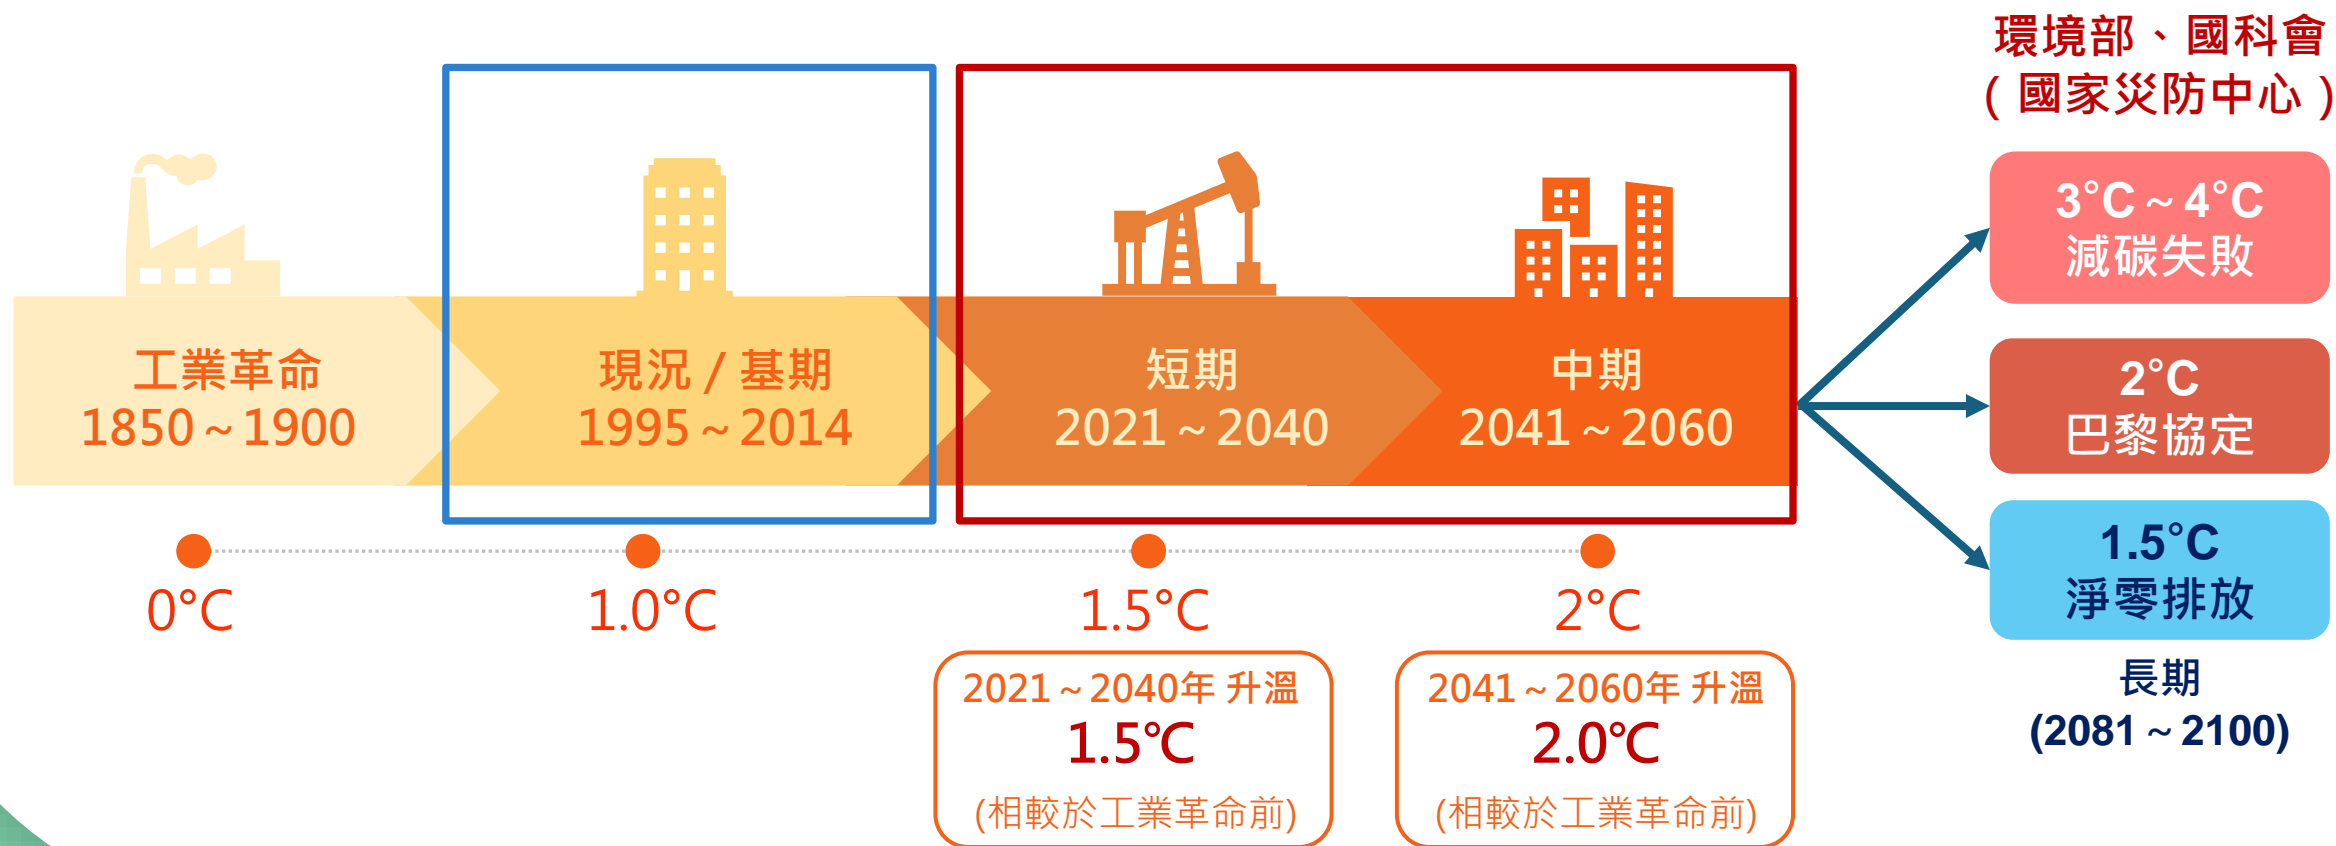 環境部、國科會
(國家災防中心)
工業革命
1850～1900
現況 / 基期
1995～2014
短期
2021～2040
中期
2041～2060
0°C
1.0°C
1.5°C
2°C
2021～2040年 升溫
1.5℃
(相較於工業革命前)
2041～2060年 升溫
2.0℃
(相較於工業革命前)
3°C～4°C
減碳失敗
2°C
巴黎協定
1.5°C
淨零排放
長期
(2081～2100)